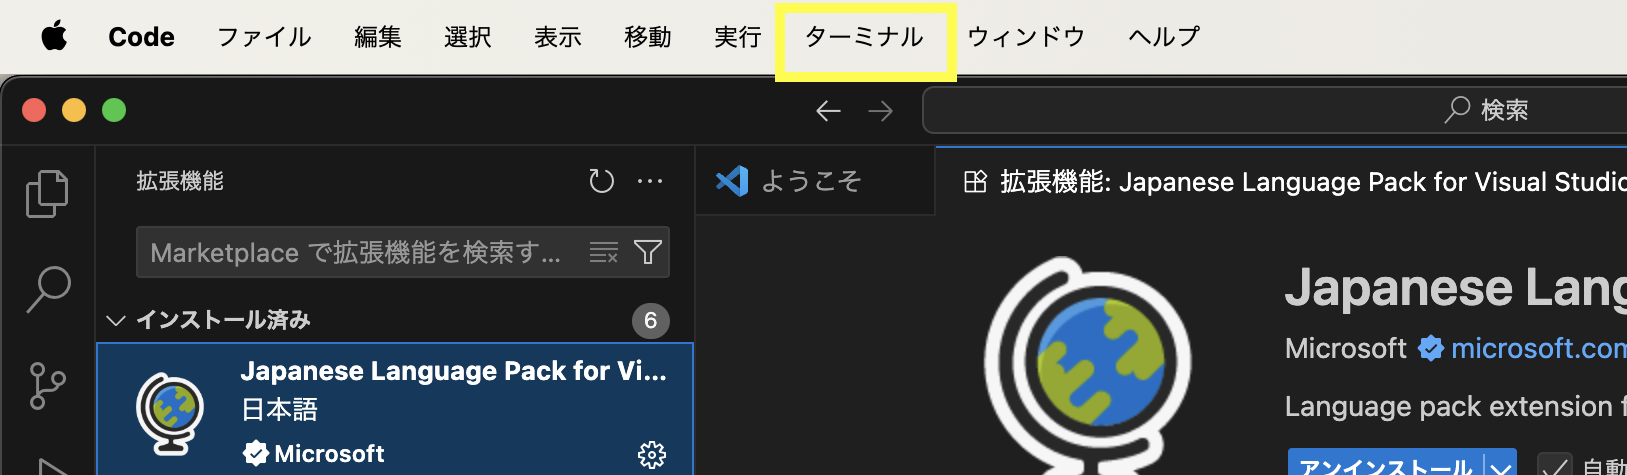 Code ファイル 編集 選択 表示 移動 実行 ターミナル ウィンドウ ヘルプ
検索
拡張機能
ようこそ
拡張機能: Japanese Language Pack for Visual Studio
Marketplace で拡張機能を検索す...
インストール済み 6
Japanese Language Pack for Vi...
日本語
Microsoft
Japanese Lang
Microsoft microsoft.com
Language pack extension f
アンインストール 自動